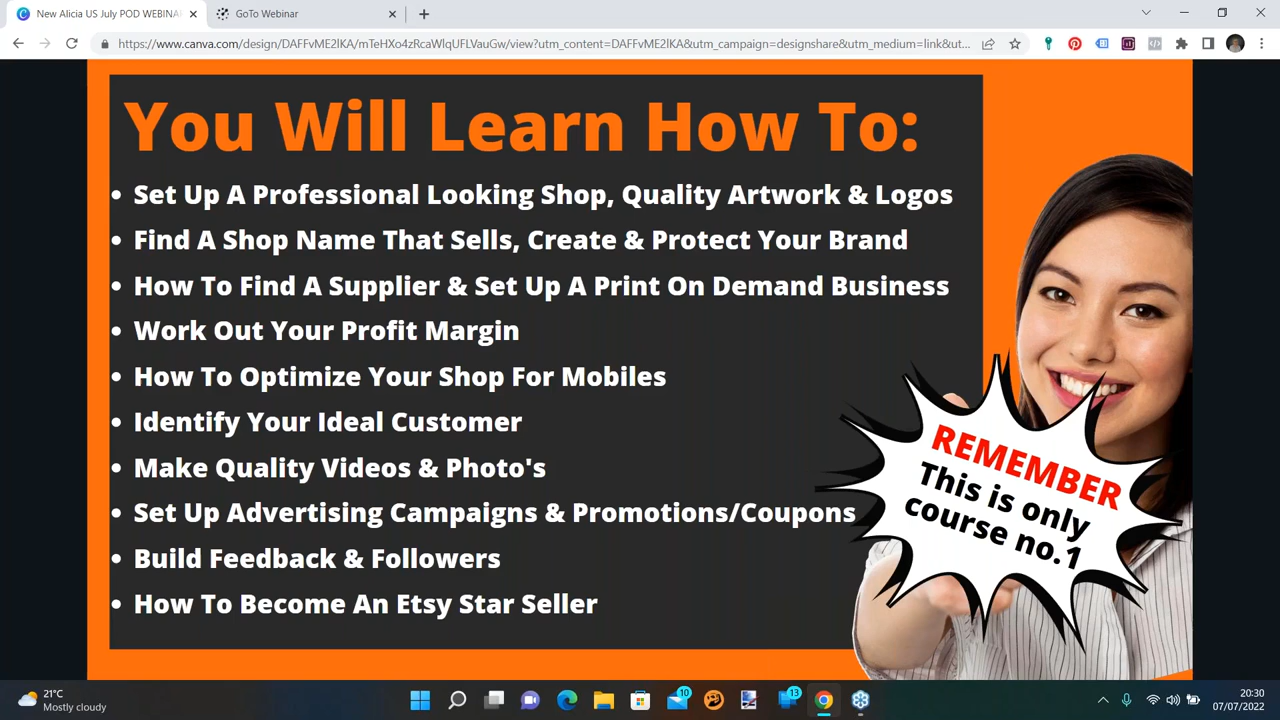 New Alicia US July POD WEBINA
GoTo Webinar
https://www.canva.com/design/DAFFvME2lKA/mTeHXo4zRaoWlqTFLVsuGw/view?utm_content=DAFFvME2lKA&utm_campaign=designshare&utm_medium=link&ut...
You Will Learn How To:
• Set Up A Professional Looking Shop, Quality Artwork & Logos
• Find A Shop Name That Sells, Create & Protect Your Brand
• How To Find A Supplier & Set Up A Print On Demand Business
• Work Out Your Profit Margin
• How To Optimize Your Shop For Mobiles
• Identify Your Ideal Customer
• Make Quality Videos & Photo's
• Set Up Advertising Campaigns & Promotions/Coupons
• Build Feedback & Followers
• How To Become An Etsy Star Seller
REMEMBER
This is only
course no.1
21°C
Mostly cloudy
10
13
20:30
07/07/2022